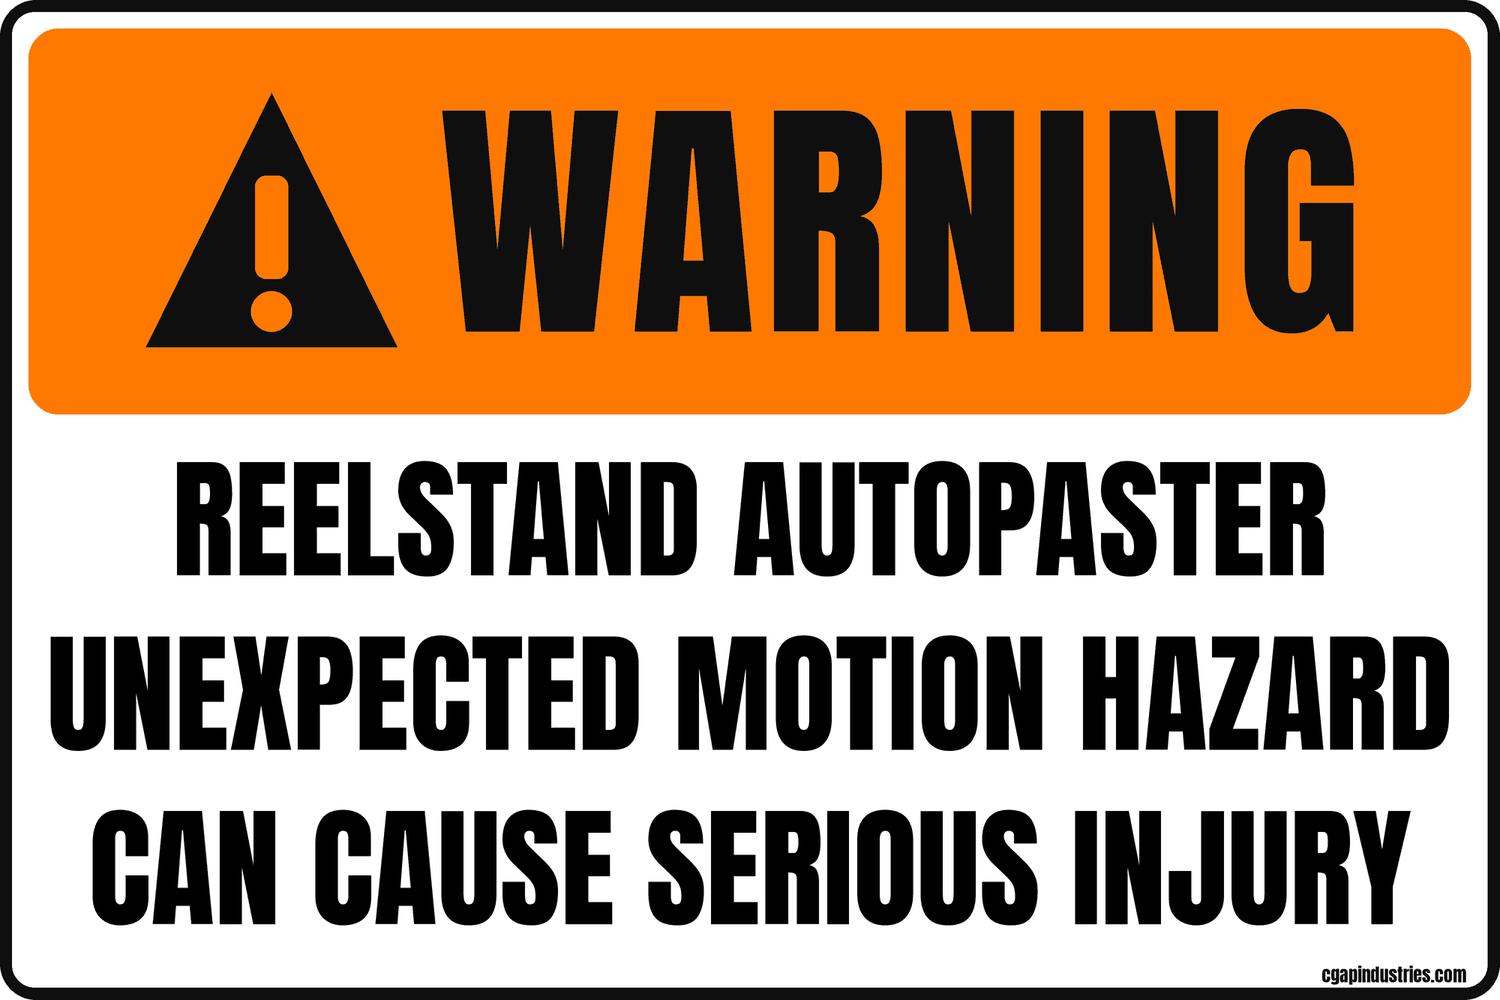 WARNING
REELSTAND AUTOPASTER
UNEXPECTED MOTION HAZARD
CAN CAUSE SERIOUS INJURY
cgapindustries.com